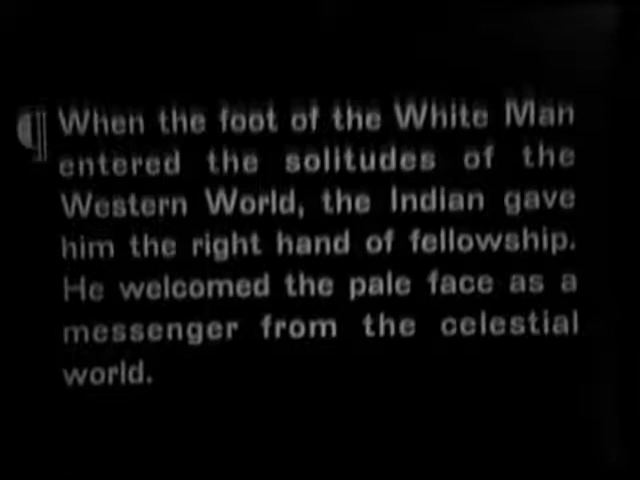 ¶ When the foot of the White Man
entered the solitudes of the
Western World, the Indian gave
him the right hand of fellowship.
He welcomed the pale face as a
messenger from the celestial
world.